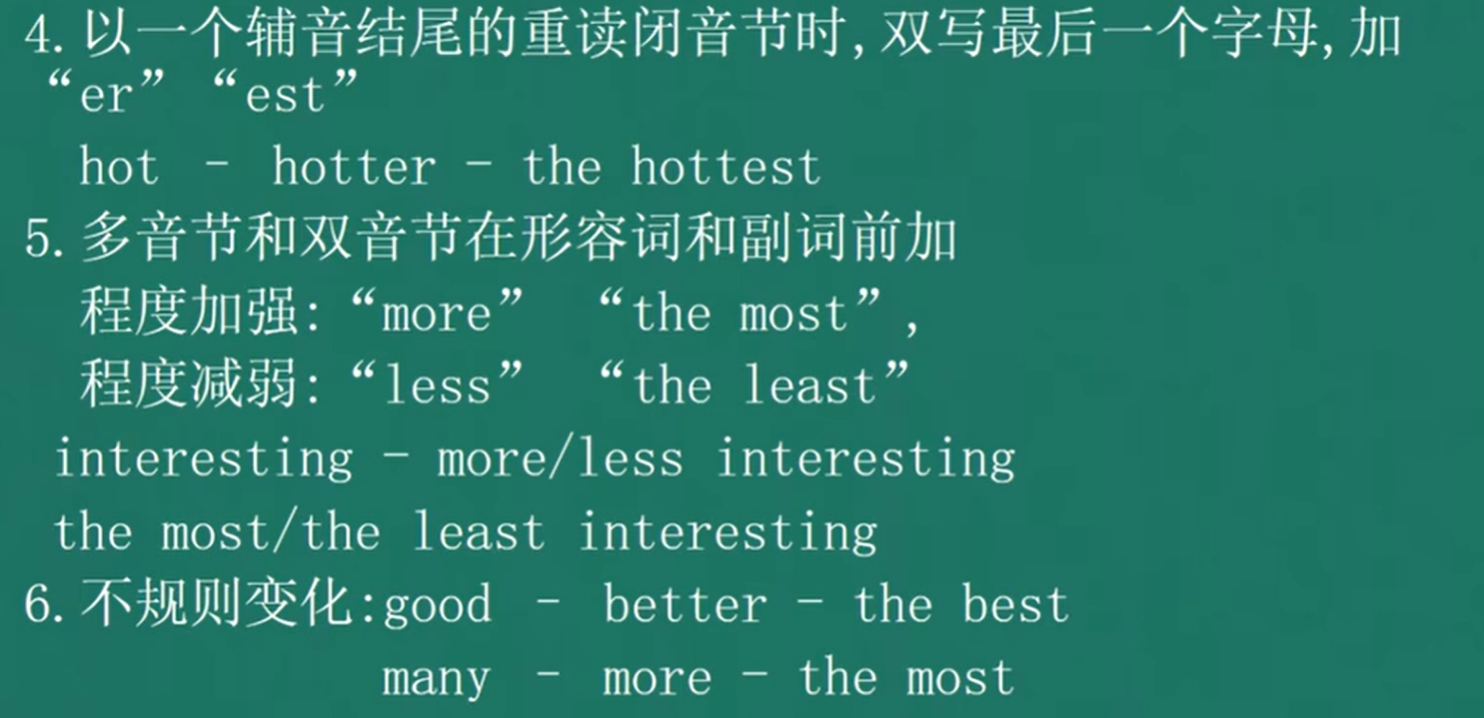 4. 以一个辅音结尾的重读闭音节时, 双写最后一个字母, 加
“er” “est”
hot - hotter - the hottest
5. 多音节和双音节在形容词和副词前加
程度加强: “more” “the most”,
程度减弱: “less” “the least”
interesting - more/less interesting
the most/the least interesting
6. 不规则变化:good - better - the best
many - more - the most